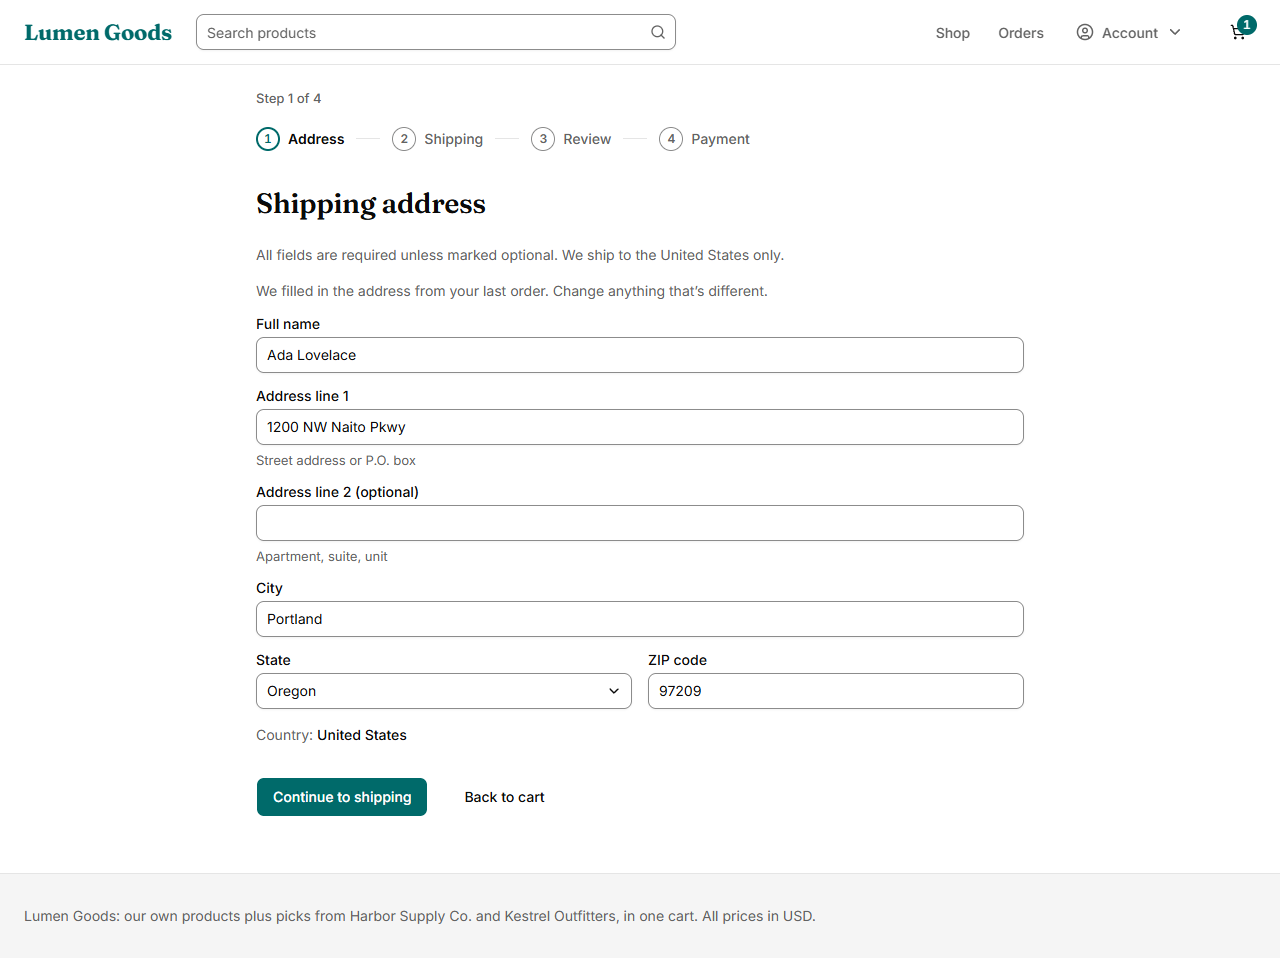 Lumen Goods
Search products
Shop
Orders
Account
1
Step 1 of 4
1 Address
2 Shipping
3 Review
4 Payment
Shipping address
All fields are required unless marked optional. We ship to the United States only.
We filled in the address from your last order. Change anything that’s different.
Full name
Ada Lovelace
Address line 1
1200 NW Naito Pkwy
Street address or P.O. box
Address line 2 (optional)
Apartment, suite, unit
City
Portland
State
Oregon
ZIP code
97209
Country: United States
Continue to shipping
Back to cart
Lumen Goods: our own products plus picks from Harbor Supply Co. and Kestrel Outfitters, in one cart. All prices in USD.